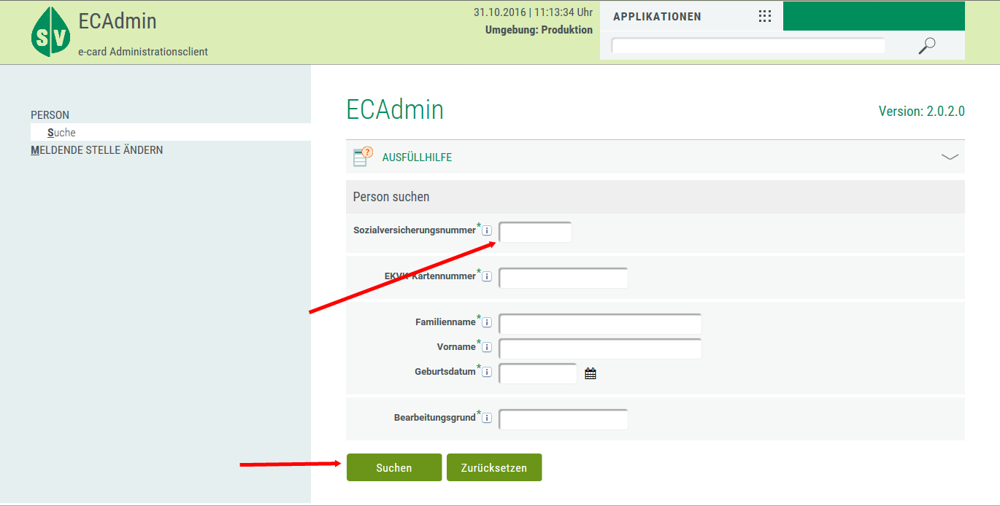 SV
ECAdmin
e-card Administrationsclient
31.10.2016 | 11:13:34 Uhr
Umgebung: Produktion
APPLIKATIONEN
PERSON
Suche
MELDENDE STELLE ÄNDERN
ECAdmin
Version: 2.0.2.0
? AUSFÜLLHILFE
Person suchen
Sozialversicherungsnummer* i
EKVK-Kartennummer* i
Familienname* i
Vorname* i
Geburtsdatum* i
Bearbeitungsgrund* i
Suchen Zurücksetzen